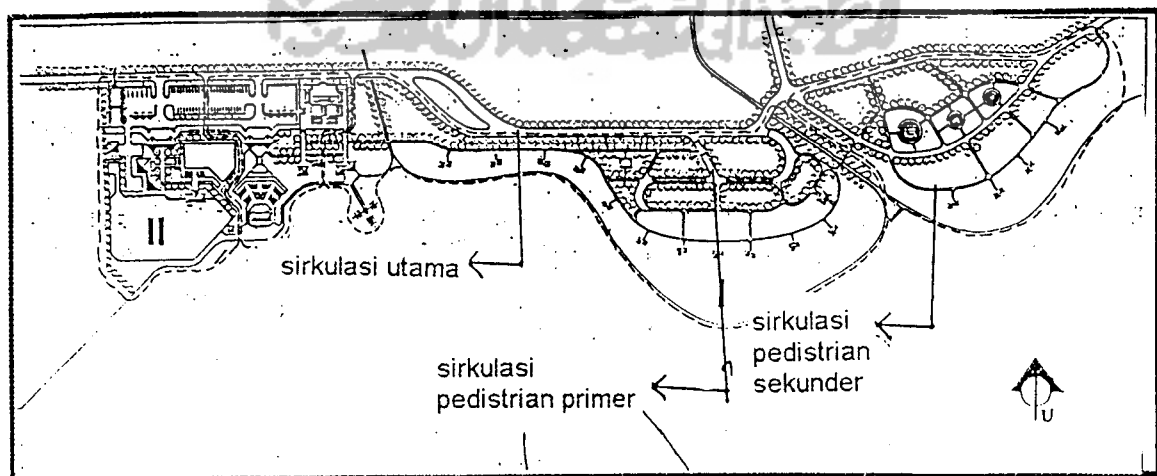 II
sirkulasi utama
sirkulasi
pedistrian primer
sirkulasi
pedistrian
sekunder
U